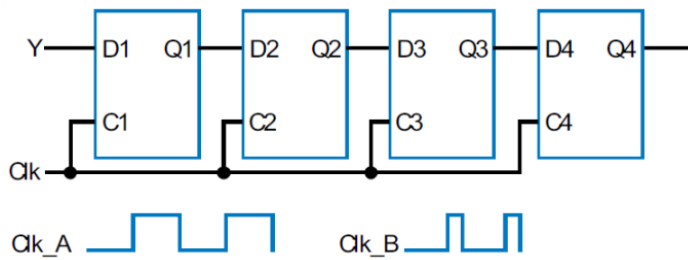 Y D1 Q1 D2 Q2 D3 Q3 D4 Q4
C1 C2 C3 C4
Clk
Clk_A Clk_B